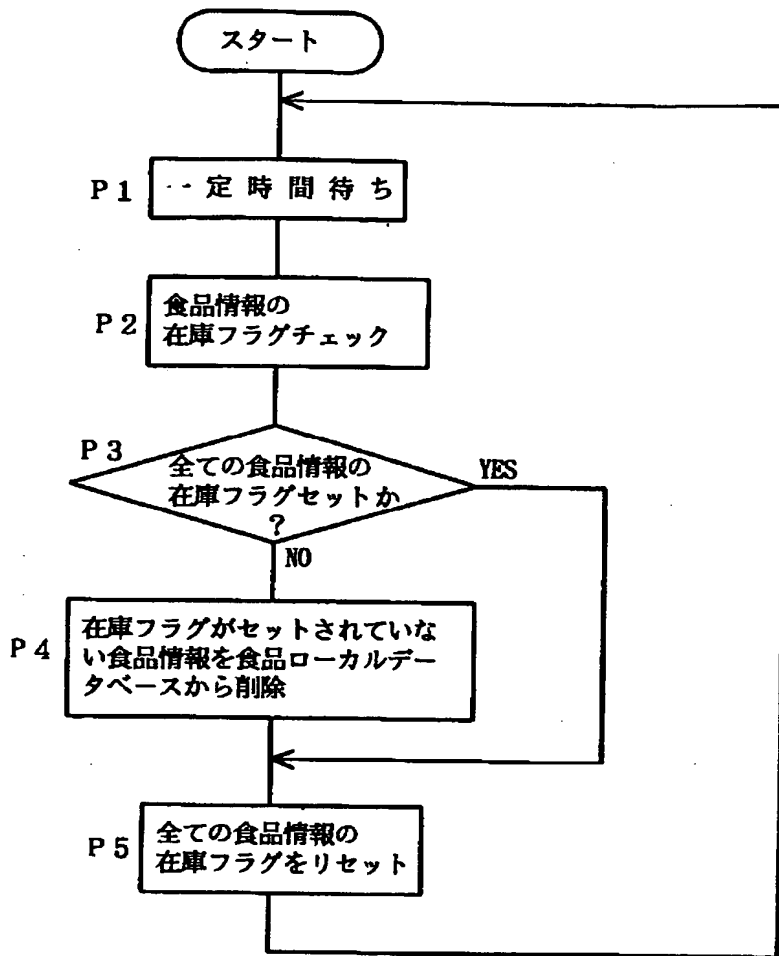 スタート
P1
一定時間待ち
P2
食品情報の
在庫フラグチェック
P3
全ての食品情報の
在庫フラグセットか
?
YES
NO
P4
在庫フラグがセットされていな
い食品情報を食品ローカルデー
タベースから削除
P5
全ての食品情報の
在庫フラグをリセット